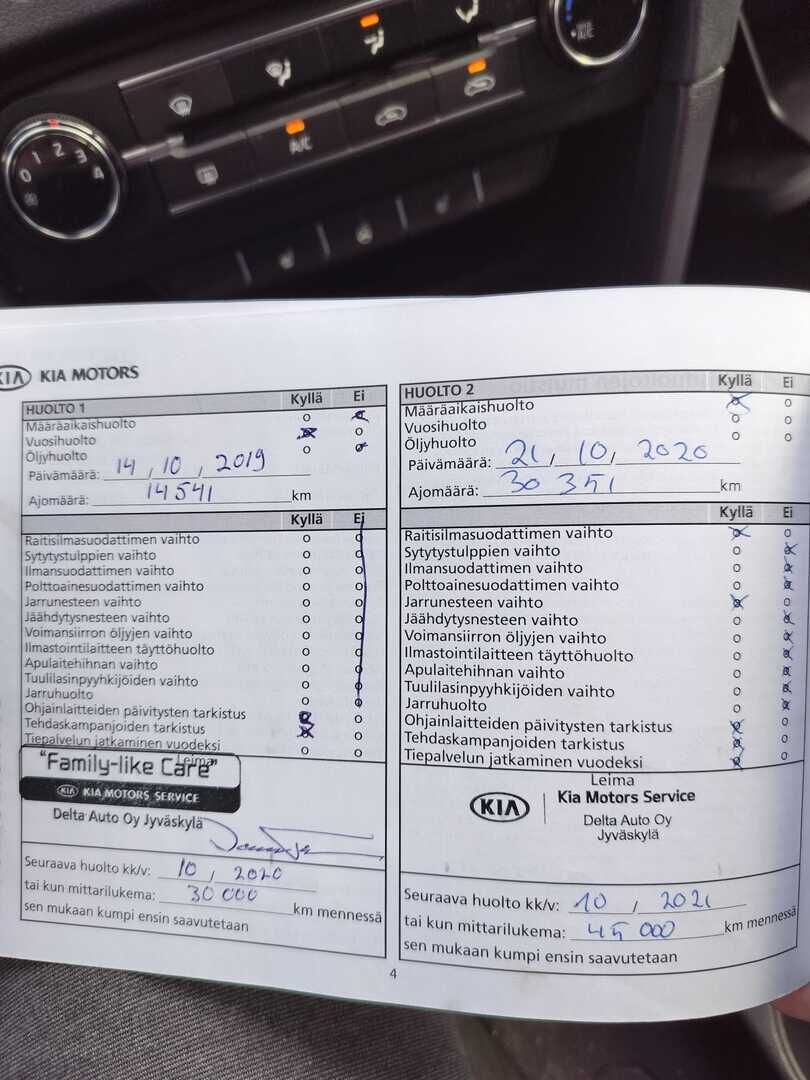 0 1 2 3 4
A/C
KIA KIA MOTORS
HUOLTO 1 Kyllä Ei
Määräaikaishuolto
Vuosihuolto
Öljyhuolto
Päivämäärä: 14, 10, 2019
Ajomäärä: 14541 km
Kyllä Ei
Raitisilmasuodattimen vaihto
Sytytystulppien vaihto
Ilmansuodattimen vaihto
Polttoainesuodattimen vaihto
Jarrunesteen vaihto
Jäähdytysnesteen vaihto
Voimansiirron öljyjen vaihto
Ilmastointilaitteen täyttöhuolto
Apulaitehihnan vaihto
Tuulilasinpyyhkijöiden vaihto
Jarruhuolto
Ohjainlaitteiden päivitysten tarkistus
Tehdaskampanjoiden tarkistus
Tiepalvelun jatkaminen vuodeksi
Leima
"Family-like Care"
KIA KIA MOTORS SERVICE
Delta Auto Oy Jyväskylä
Seuraava huolto kk/v: 10, 2020
tai kun mittarilukema: 30 000 km mennessä
sen mukaan kumpi ensin saavutetaan
HUOLTO 2 Kyllä Ei
Määräaikaishuolto
Vuosihuolto
Öljyhuolto
Päivämäärä: 21, 10, 2020
Ajomäärä: 30 351 km
Kyllä Ei
Raitisilmasuodattimen vaihto
Sytytystulppien vaihto
Ilmansuodattimen vaihto
Polttoainesuodattimen vaihto
Jarrunesteen vaihto
Jäähdytysnesteen vaihto
Voimansiirron öljyjen vaihto
Ilmastointilaitteen täyttöhuolto
Apulaitehihnan vaihto
Tuulilasinpyyhkijöiden vaihto
Jarruhuolto
Ohjainlaitteiden päivitysten tarkistus
Tehdaskampanjoiden tarkistus
Tiepalvelun jatkaminen vuodeksi
Leima
KIA Kia Motors Service
Delta Auto Oy
Jyväskylä
Seuraava huolto kk/v: 10, 2021
tai kun mittarilukema: 45 000 km mennessä
sen mukaan kumpi ensin saavutetaan
4